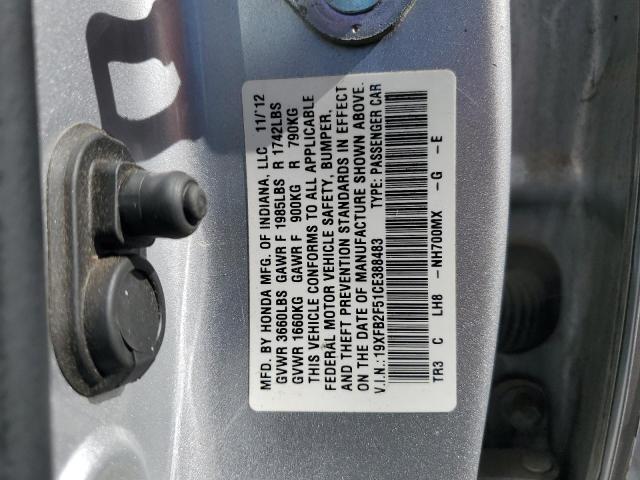 MFD. BY HONDA MFG. OF INDIANA, LLC 11/'12
GVWR 3660LBS GAWR F 1985LBS R 1742LBS
GVWR 1660KG GAWR F 900KG R 790KG
THIS VEHICLE CONFORMS TO ALL APPLICABLE
FEDERAL MOTOR VEHICLE SAFETY, BUMPER,
AND THEFT PREVENTION STANDARDS IN EFFECT
ON THE DATE OF MANUFACTURE SHOWN ABOVE.
V.I.N.:19XFB2F51CE388483 TYPE: PASSENGER CAR
TR3 C LH8 - NH700MX - G - E